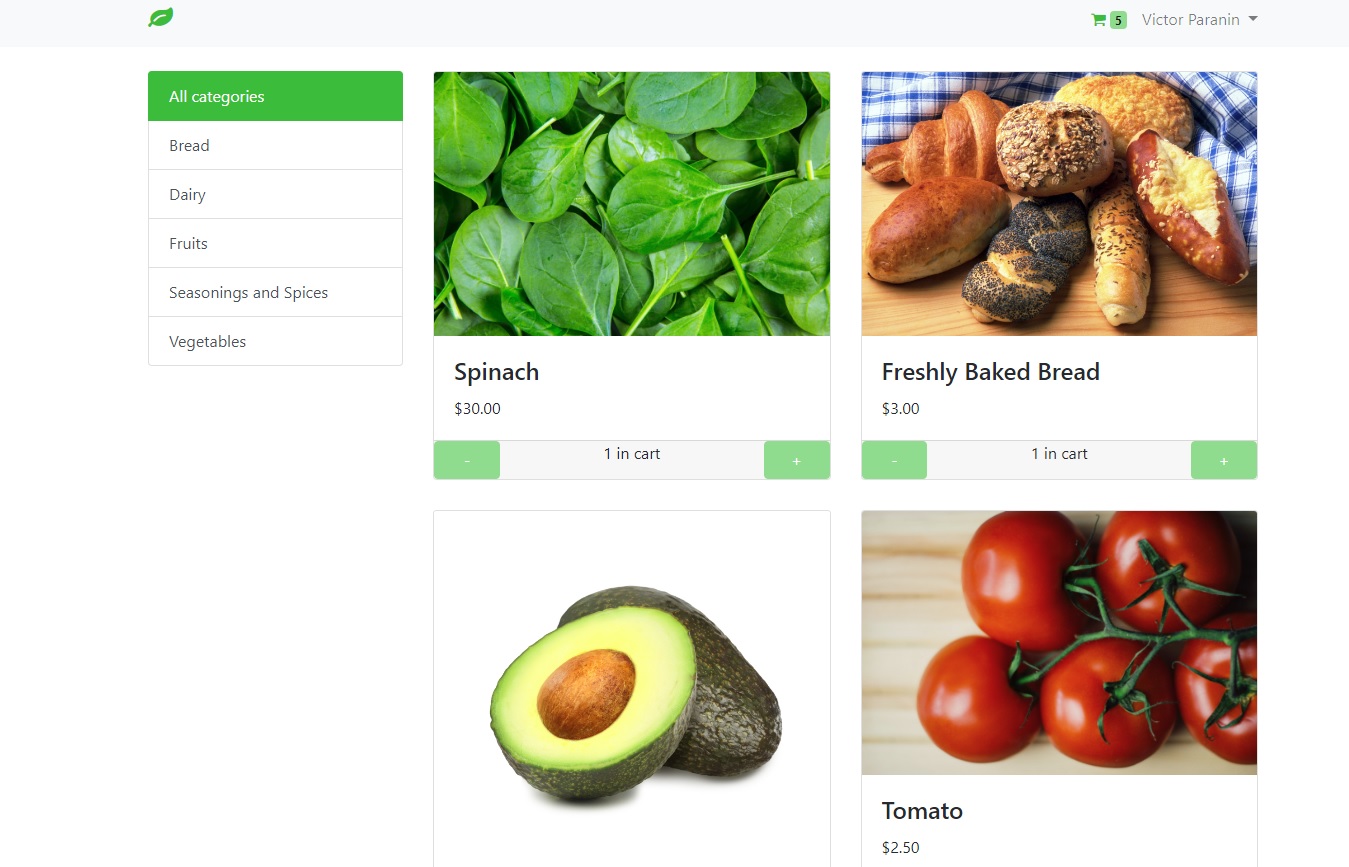 5 Victor Paranin
All categories
Bread
Dairy
Fruits
Seasonings and Spices
Vegetables
Spinach
$30.00
- 1 in cart +
Freshly Baked Bread
$3.00
- 1 in cart +
Tomato
$2.50